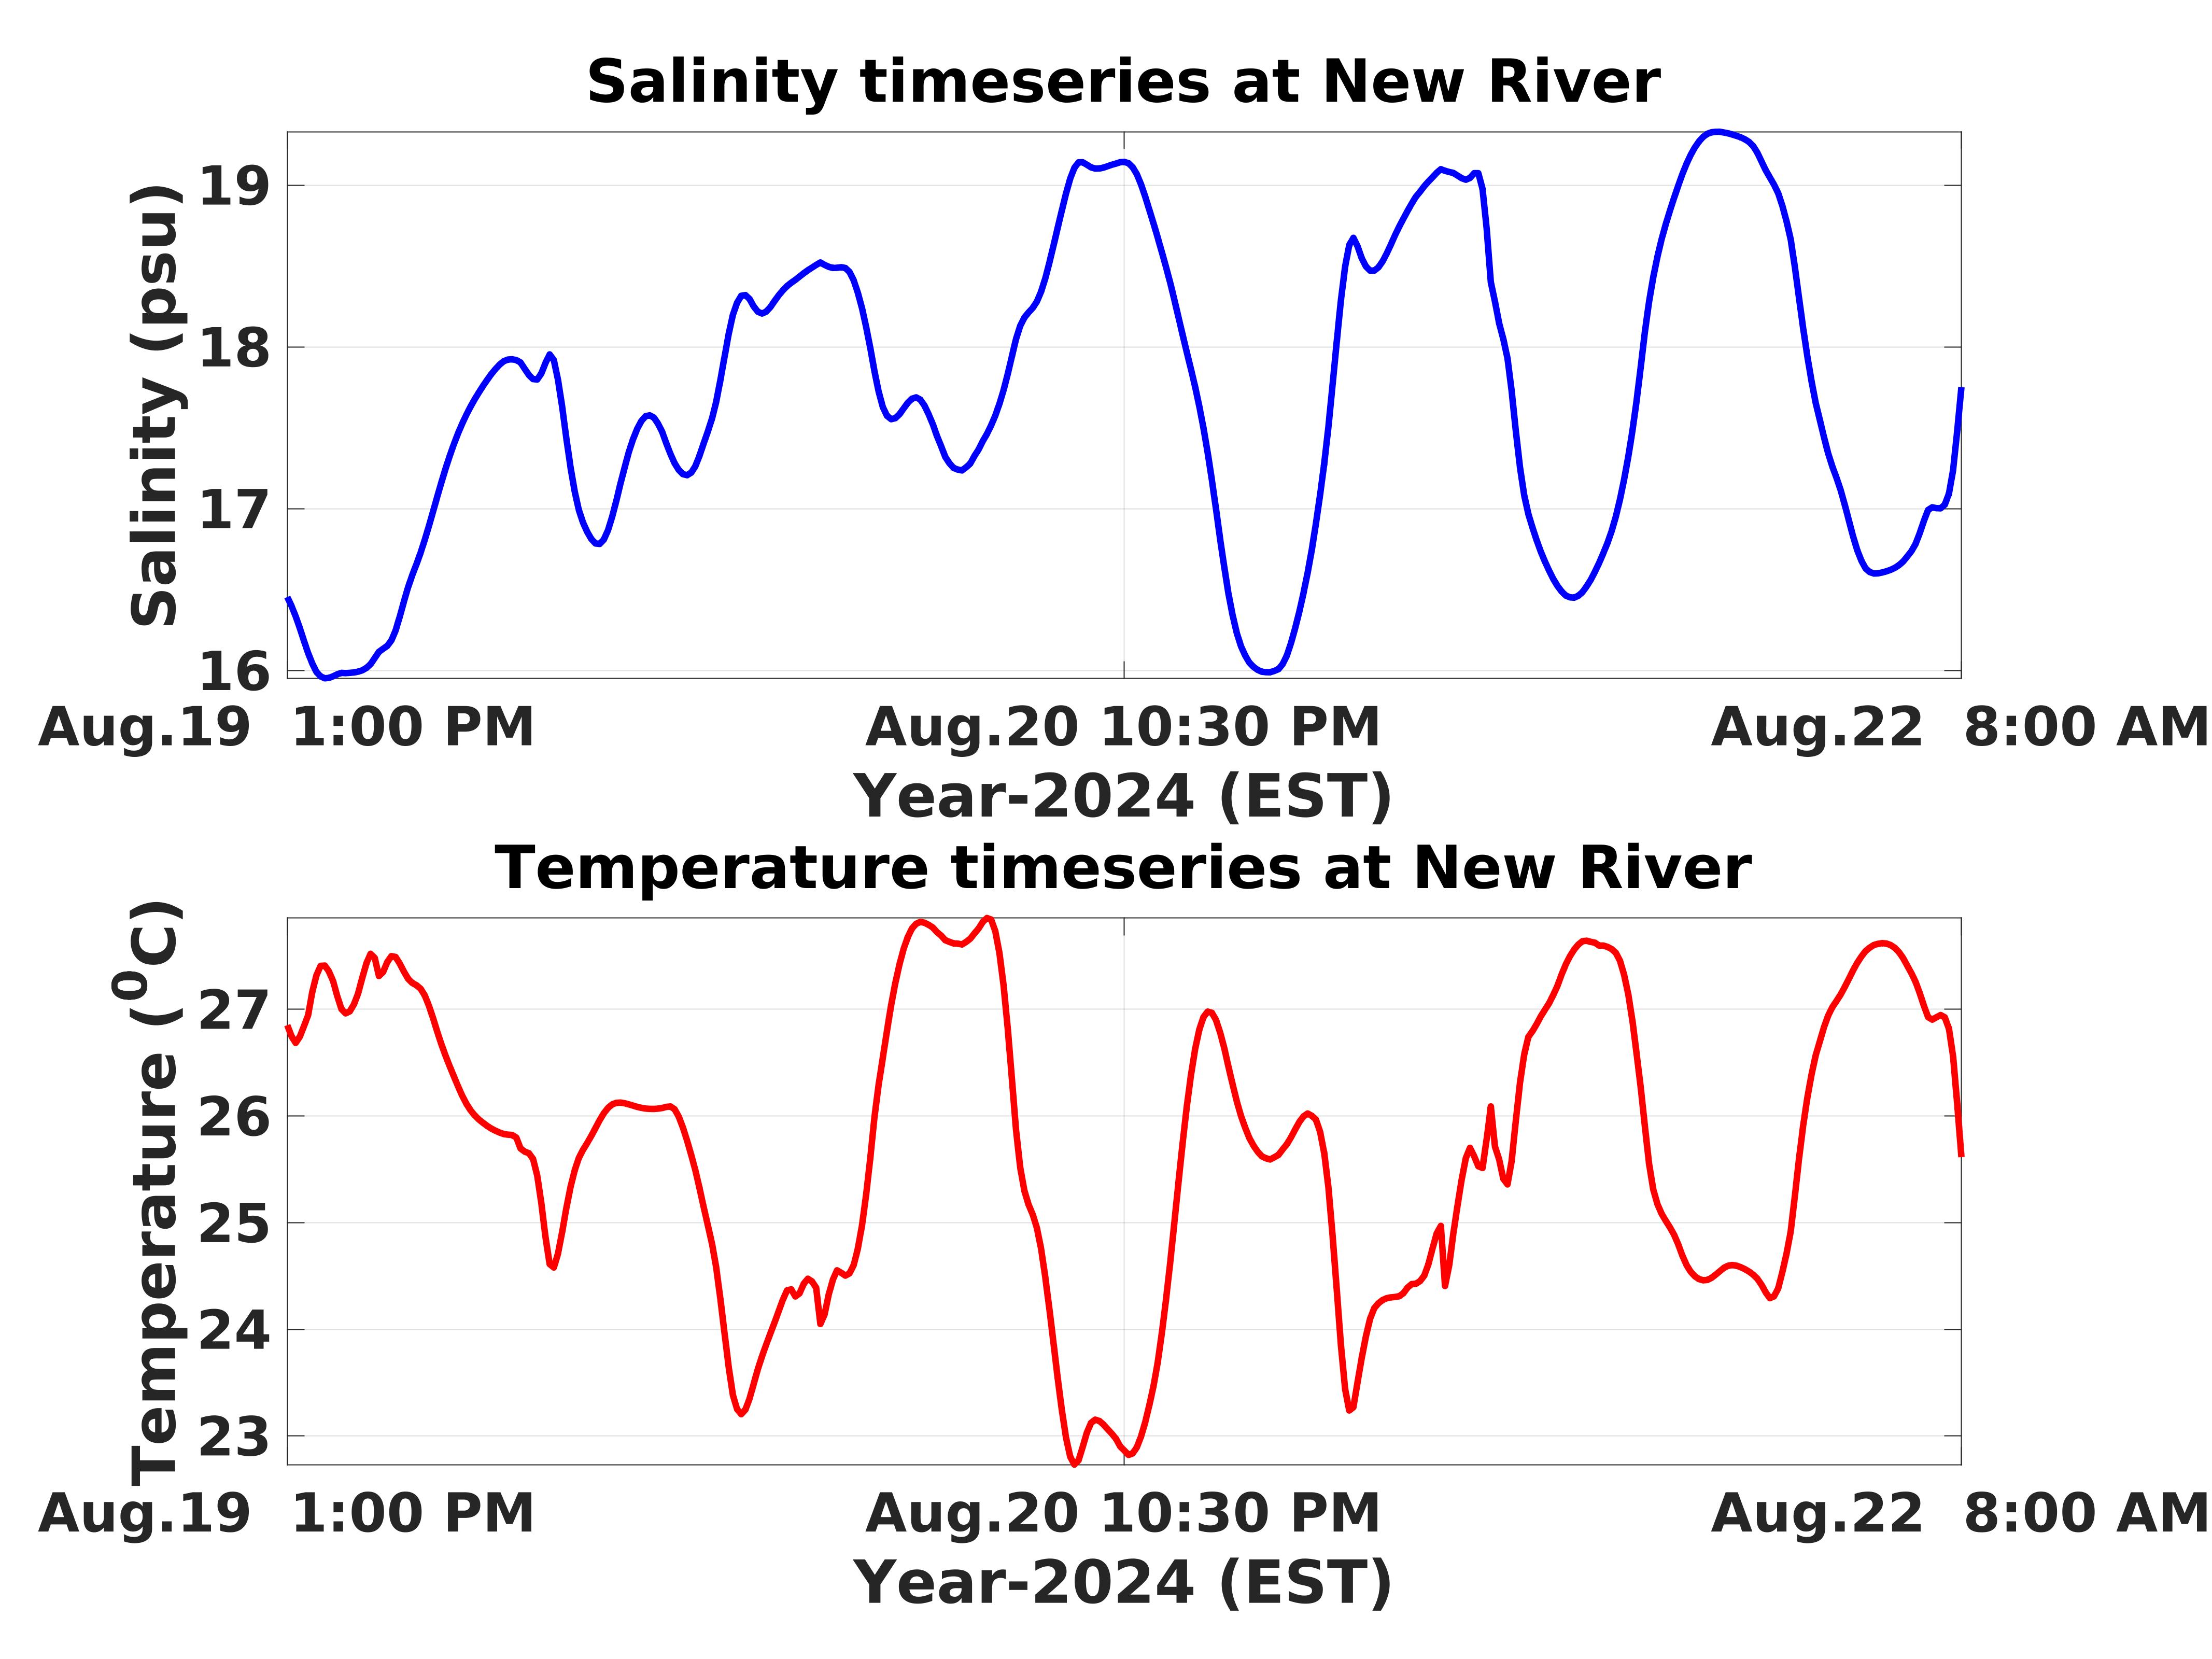 Salinity timeseries at New River
Salinity (psu)
19
18
17
16
Aug.19  1:00 PM
Aug.20 10:30 PM
Aug.22  8:00 AM
Year-2024 (EST)
Temperature timeseries at New River
Temperature (⁰C)
27
26
25
24
23
Aug.19  1:00 PM
Aug.20 10:30 PM
Aug.22  8:00 AM
Year-2024 (EST)